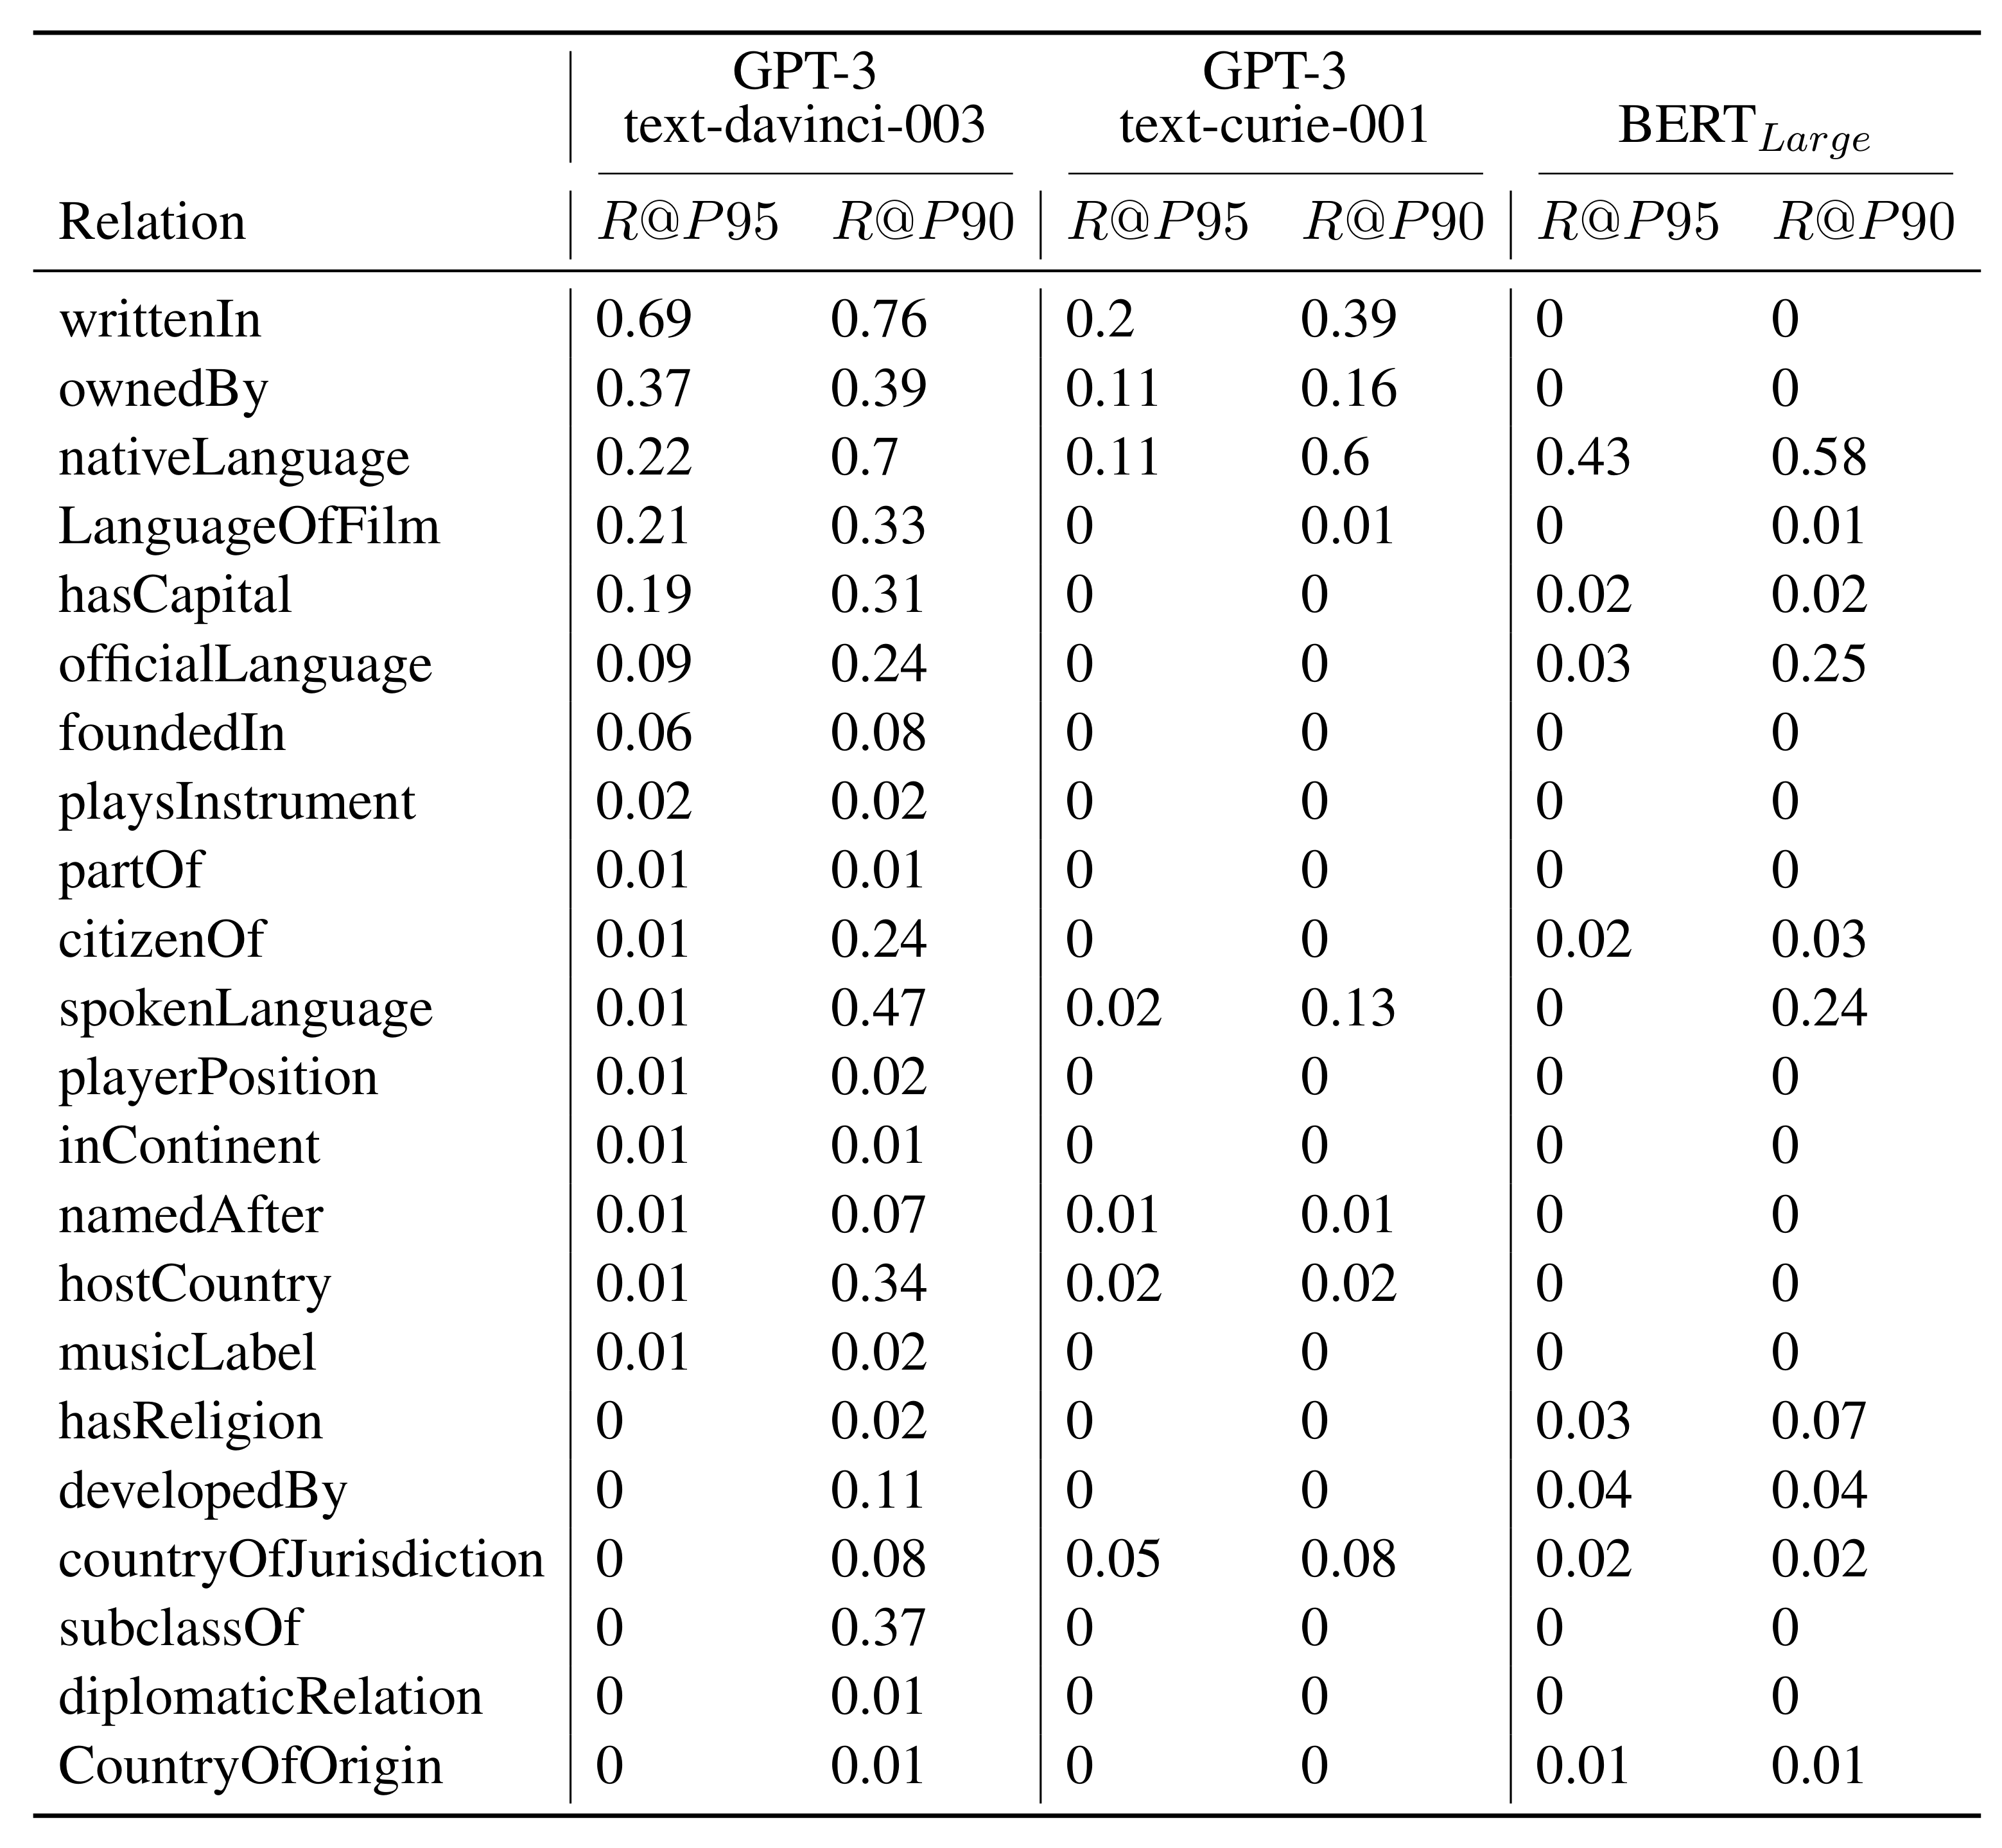 GPT-3 GPT-3
text-davinci-003 text-curie-001 BERT Large
Relation R@P95 R@P90 R@P95 R@P90 R@P95 R@P90
writtenIn 0.69 0.76 0.2 0.39 0 0
ownedBy 0.37 0.39 0.11 0.16 0 0
nativeLanguage 0.22 0.7 0.11 0.6 0.43 0.58
LanguageOfFilm 0.21 0.33 0 0.01 0 0.01
hasCapital 0.19 0.31 0 0 0.02 0.02
officialLanguage 0.09 0.24 0 0 0.03 0.25
foundedIn 0.06 0.08 0 0 0 0
playsInstrument 0.02 0.02 0 0 0 0
partOf 0.01 0.01 0 0 0 0
citizenOf 0.01 0.24 0 0 0.02 0.03
spokenLanguage 0.01 0.47 0.02 0.13 0 0.24
playerPosition 0.01 0.02 0 0 0 0
inContinent 0.01 0.01 0 0 0 0
namedAfter 0.01 0.07 0.01 0.01 0 0
hostCountry 0.01 0.34 0.02 0.02 0 0
musicLabel 0.01 0.02 0 0 0 0
hasReligion 0 0.02 0 0 0.03 0.07
developedBy 0 0.11 0 0 0.04 0.04
countryOfJurisdiction 0 0.08 0.05 0.08 0.02 0.02
subclassOf 0 0.37 0 0 0 0
diplomaticRelation 0 0.01 0 0 0 0
CountryOfOrigin 0 0.01 0 0 0.01 0.01